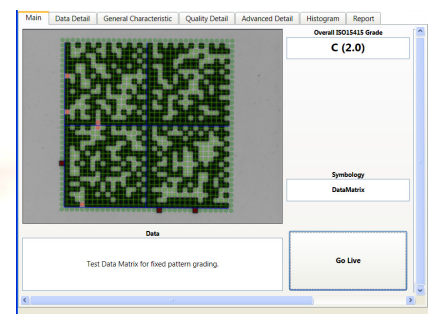 Main Data Detail General Characteristic Quality Detail Advanced Detail Histogram Report
Overall ISO15415 Grade
C (2.0)
Symbology
DataMatrix
Data
Test Data Matrix for fixed pattern grading.
Go Live